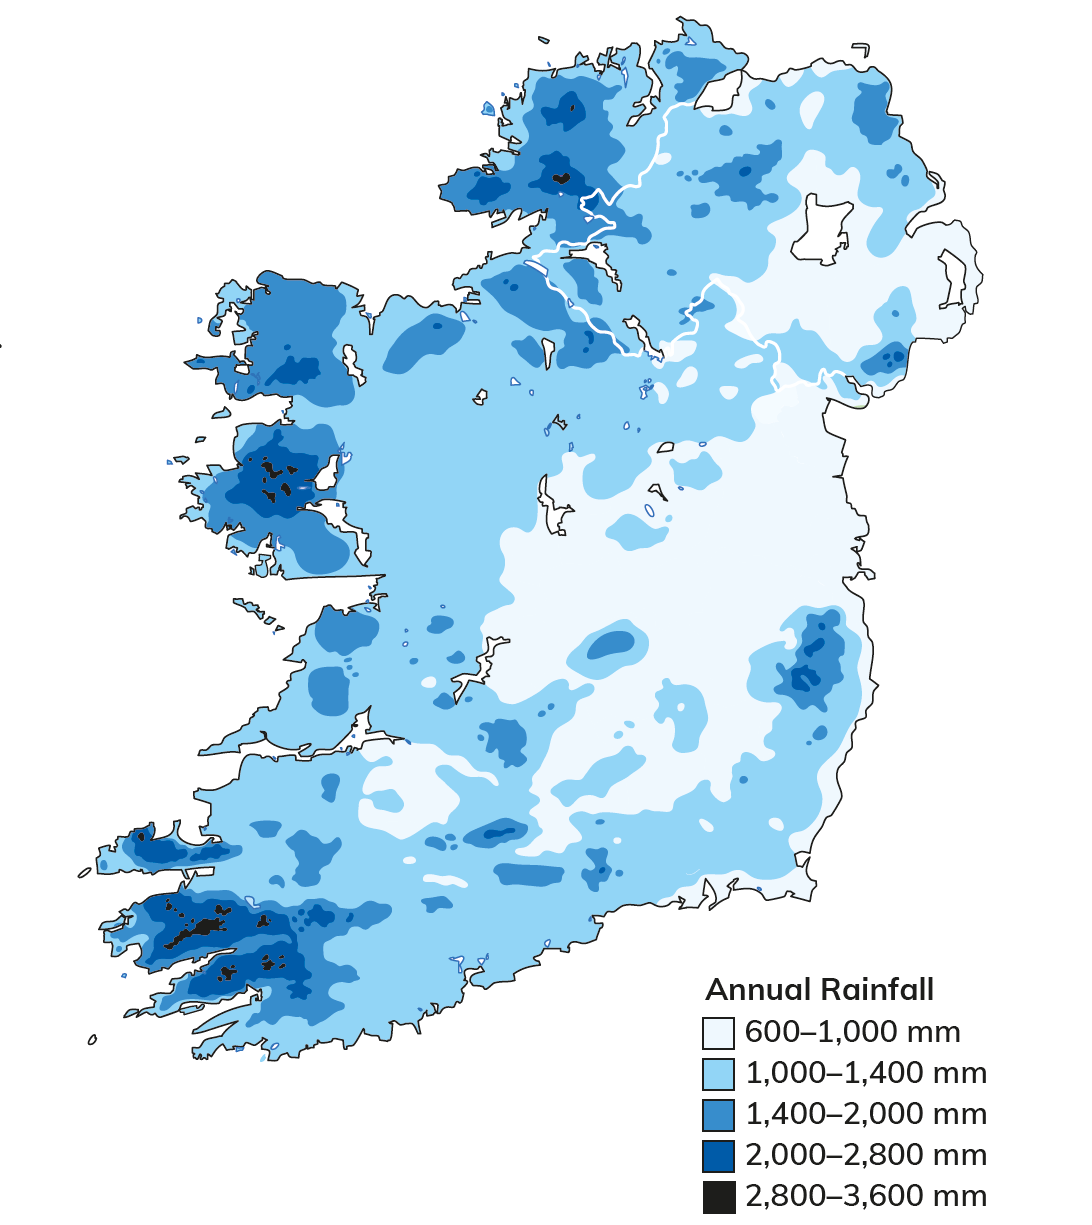 Annual Rainfall
600–1,000 mm
1,000–1,400 mm
1,400–2,000 mm
2,000–2,800 mm
2,800–3,600 mm